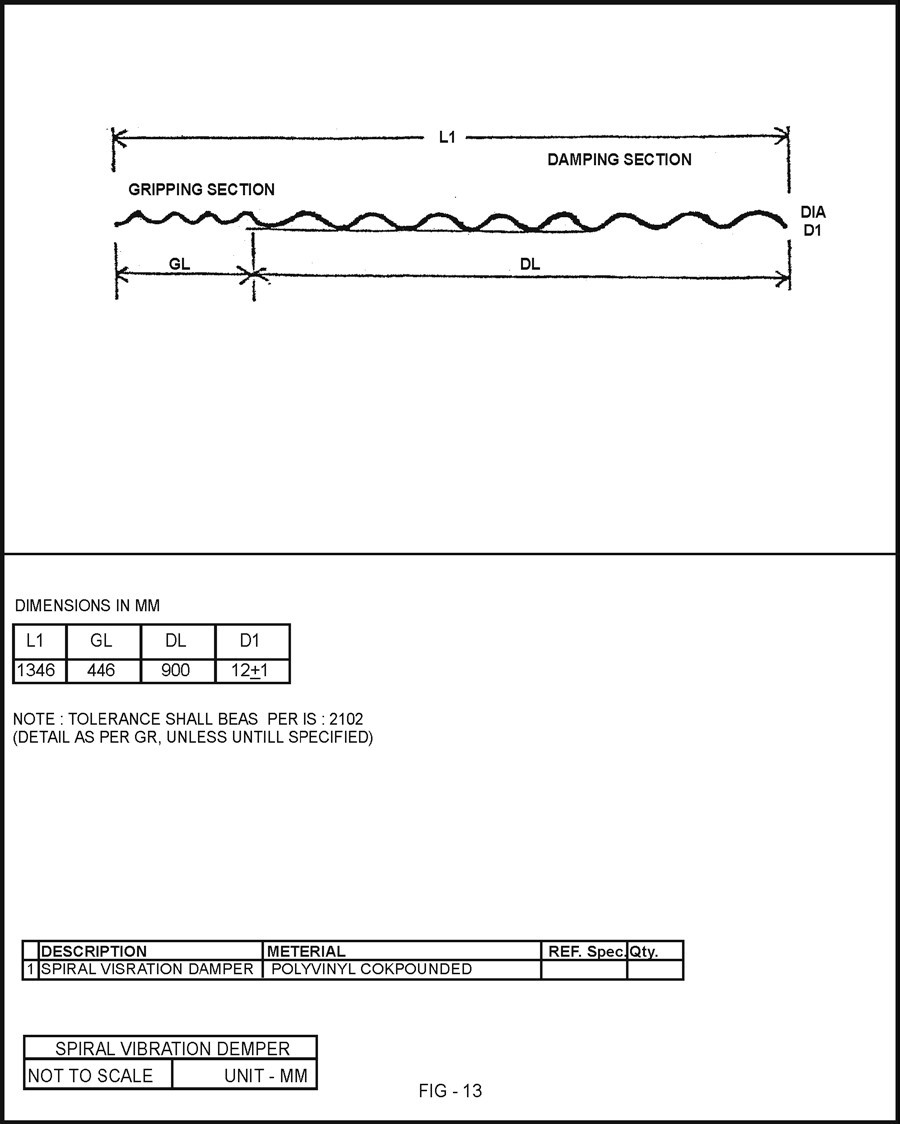 L1
DAMPING SECTION
GRIPPING SECTION
DIA
D1
GL
DL
DIMENSIONS IN MM
L1 GL DL D1
1346 446 900 12±1
NOTE : TOLERANCE SHALL BEAS PER IS : 2102
(DETAIL AS PER GR, UNLESS UNTILL SPECIFIED)
DESCRIPTION METERIAL REF. Spec. Qty.
1 SPIRAL VISRATION DAMPER POLYVINYL COKPOUNDED
SPIRAL VIBRATION DEMPER
NOT TO SCALE UNIT - MM
FIG - 13